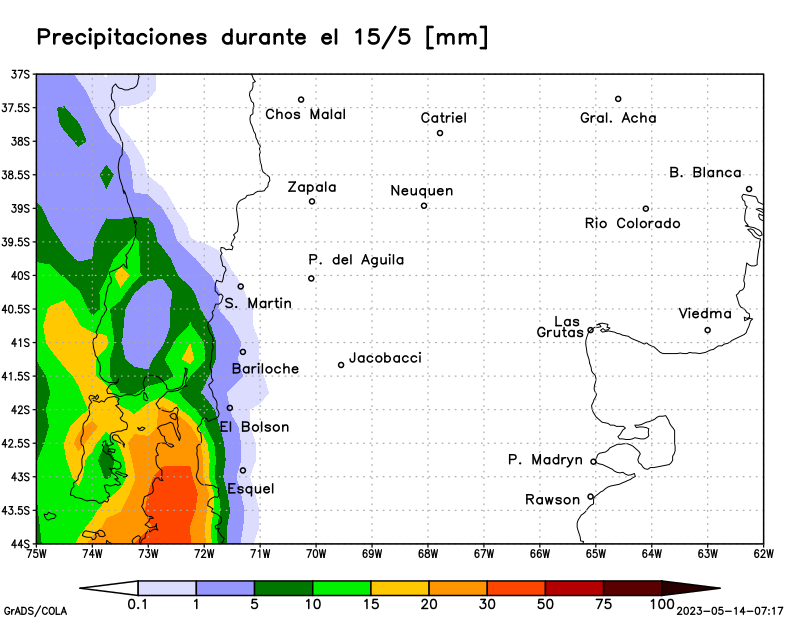 Precipitaciones durante el 15/5 [mm]
37S
37.5S
Chos Malal
Catriel
Gral. Acha
38S
38.5S
B. Blanca
Zapala
Neuquen
39S
Rio Colorado
39.5S
P. del Aguila
40S
S. Martin
40.5S
Viedma
Las
Grutas
41S
Jacobacci
Bariloche
41.5S
42S
El Bolson
42.5S
P. Madryn
43S
Esquel
Rawson
43.5S
44S
75W 74W 73W 72W 71W 70W 69W 68W 67W 66W 65W 64W 63W 62W
0.1 1 5 10 15 20 30 50 75 100
GrADS/COLA
2023-05-14-07:17